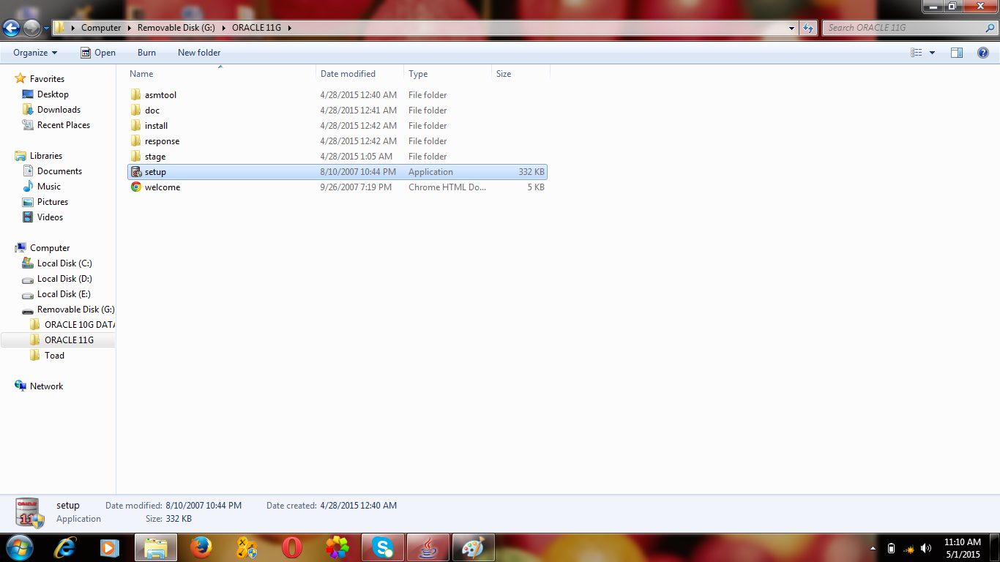 Computer Removable Disk (G:) ORACLE 11G
Search ORACLE 11G
Organize Open Burn New folder
Favorites
Desktop
Downloads
Recent Places
Libraries
Documents
Music
Pictures
Videos
Computer
Local Disk (C:)
Local Disk (D:)
Local Disk (E:)
Removable Disk (G:)
ORACLE 10G DATA
ORACLE 11G
Toad
Network
Name Date modified Type Size
asmtool 4/28/2015 12:40 AM File folder
doc 4/28/2015 12:41 AM File folder
install 4/28/2015 12:42 AM File folder
response 4/28/2015 12:42 AM File folder
stage 4/28/2015 1:05 AM File folder
setup 8/10/2007 10:44 PM Application 332 KB
welcome 9/26/2007 7:19 PM Chrome HTML Do... 5 KB
ORACLE
11g
setup Date modified: 8/10/2007 10:44 PM Date created: 4/28/2015 12:40 AM
Application Size: 332 KB
11:10 AM
5/1/2015